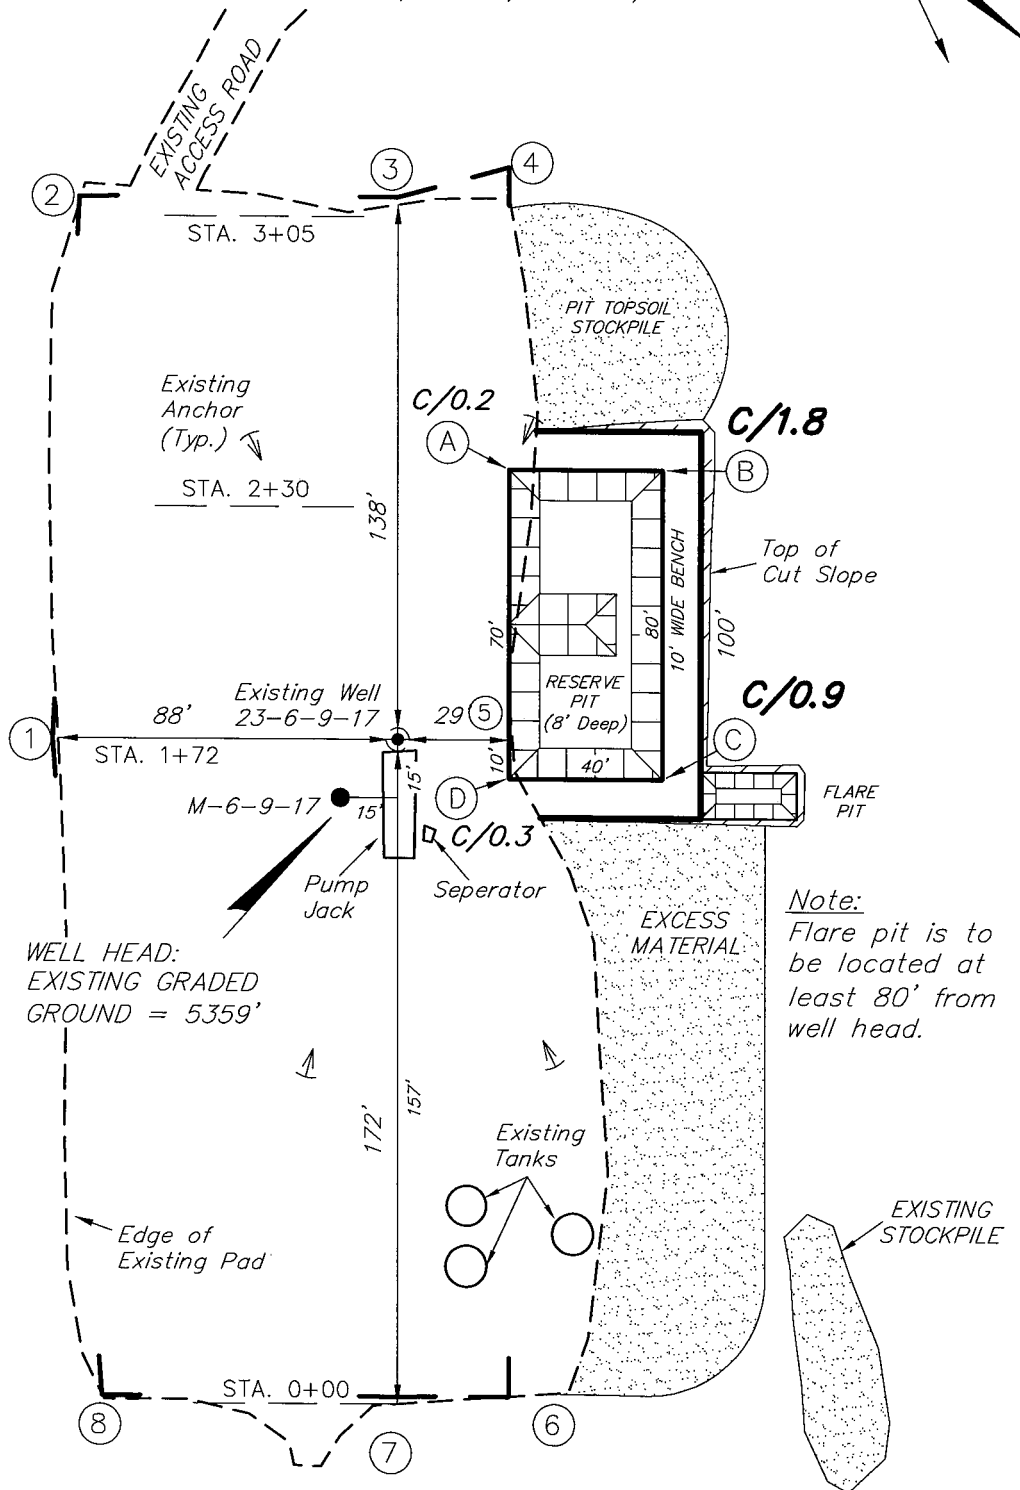 EXISTING
ACCESS ROAD
2
3
4
STA. 3+05
PIT TOPSOIL
STOCKPILE
Existing
Anchor
(Typ.)
C/0.2
C/1.8
A
B
STA. 2+30
138'
Top of
Cut Slope
10' WIDE BENCH
80'
100'
70'
RESERVE
PIT
(8' Deep)
Existing Well
23-6-9-17
C/0.9
1
88'
29'
5
STA. 1+72
10'
40'
C
D
M-6-9-17
15'
15'
FLARE
PIT
C/0.3
Pump
Jack
Seperator
EXCESS
MATERIAL
Note:
Flare pit is to
be located at
least 80' from
well head.
WELL HEAD:
EXISTING GRADED
GROUND = 5359'
172'
157'
Existing
Tanks
EXISTING
STOCKPILE
Edge of
Existing Pad
STA. 0+00
8
7
6